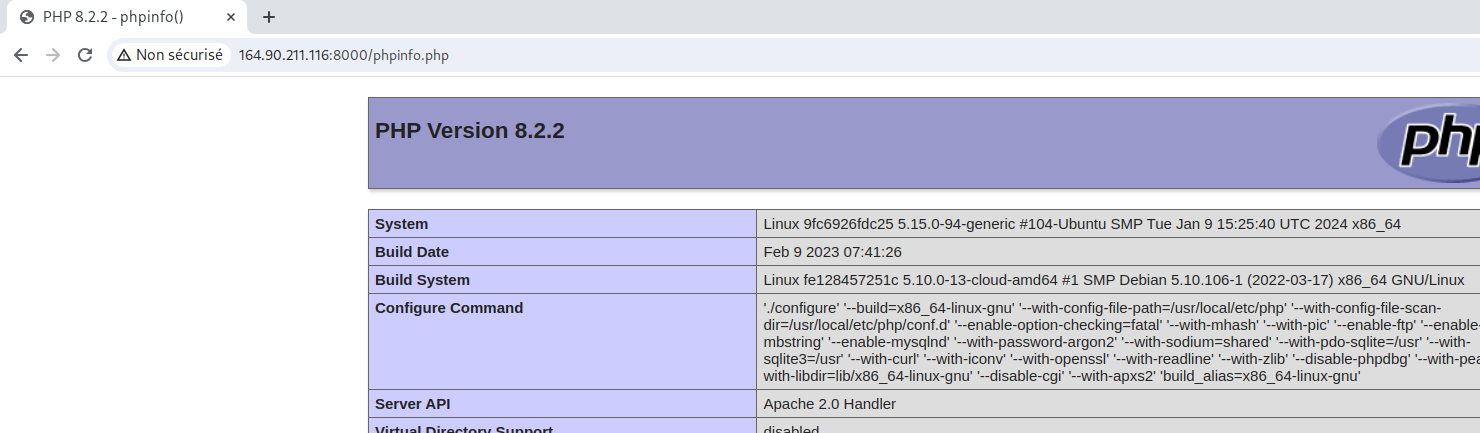 PHP 8.2.2 - phpinfo()
Non sécurisé 164.90.211.116:8000/phpinfo.php
PHP Version 8.2.2
php
System Linux 9fc6926fdc25 5.15.0-94-generic #104-Ubuntu SMP Tue Jan 9 15:25:40 UTC 2024 x86_64
Build Date Feb 9 2023 07:41:26
Build System Linux fe128457251c 5.10.0-13-cloud-amd64 #1 SMP Debian 5.10.106-1 (2022-03-17) x86_64 GNU/Linux
Configure Command './configure' '--build=x86_64-linux-gnu' '--with-config-file-path=/usr/local/etc/php' '--with-config-file-scan-
dir=/usr/local/etc/php/conf.d' '--enable-option-checking=fatal' '--with-mhash' '--with-pic' '--enable-ftp' '--enable-
mbstring' '--enable-mysqlnd' '--with-password-argon2' '--with-sodium=shared' '--with-pdo-sqlite=/usr' '--with-
sqlite3=/usr' '--with-curl' '--with-iconv' '--with-openssl' '--with-readline' '--with-zlib' '--disable-phpdbg' '--with-pea
with-libdir=lib/x86_64-linux-gnu' '--disable-cgi' '--with-apxs2' 'build_alias=x86_64-linux-gnu'
Server API Apache 2.0 Handler
Virtual Directory Support disabled